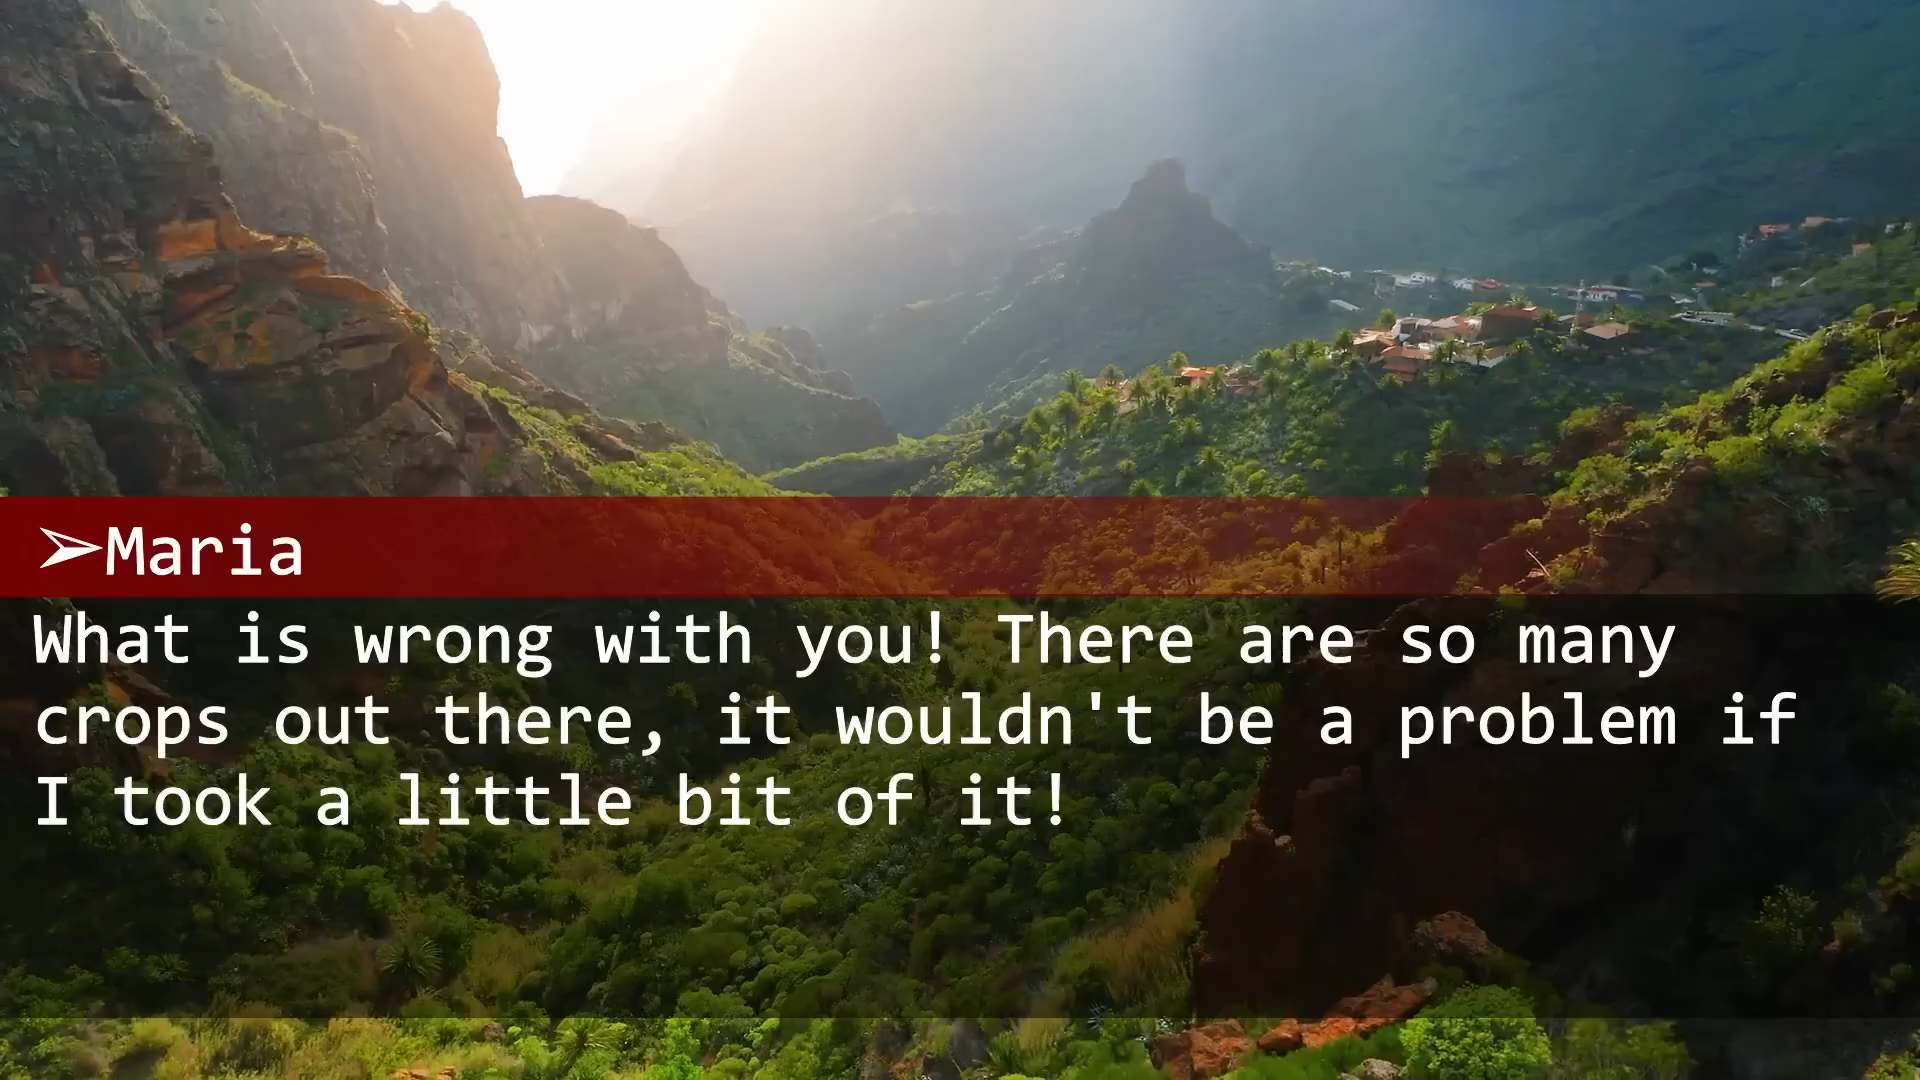 ➢Maria
What is wrong with you! There are so many
crops out there, it wouldn't be a problem if
I took a little bit of it!